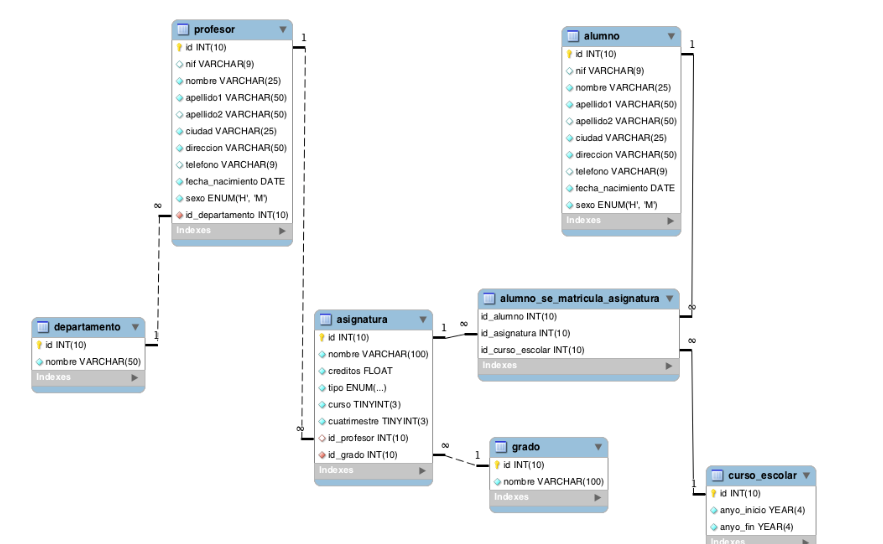 profesor
id INT(10)
nif VARCHAR(9)
nombre VARCHAR(25)
apellido1 VARCHAR(50)
apellido2 VARCHAR(50)
ciudad VARCHAR(25)
direccion VARCHAR(50)
telefono VARCHAR(9)
fecha_nacimiento DATE
sexo ENUM('H', 'M')
id_departamento INT(10)
Indexes
1
∞
alumno
id INT(10)
nif VARCHAR(9)
nombre VARCHAR(25)
apellido1 VARCHAR(50)
apellido2 VARCHAR(50)
ciudad VARCHAR(25)
direccion VARCHAR(50)
telefono VARCHAR(9)
fecha_nacimiento DATE
sexo ENUM('H', 'M')
Indexes
1
departamento
id INT(10)
nombre VARCHAR(50)
Indexes
1
asignatura
id INT(10)
nombre VARCHAR(100)
creditos FLOAT
tipo ENUM(...)
curso TINYINT(3)
cuatrimestre TINYINT(3)
id_profesor INT(10)
id_grado INT(10)
Indexes
1
∞
∞
alumno_se_matricula_asignatura
id_alumno INT(10)
id_asignatura INT(10)
id_curso_escolar INT(10)
Indexes
∞
∞
∞
grado
id INT(10)
nombre VARCHAR(100)
Indexes
1
curso_escolar
id INT(10)
anyo_inicio YEAR(4)
anyo_fin YEAR(4)
Indexes
1